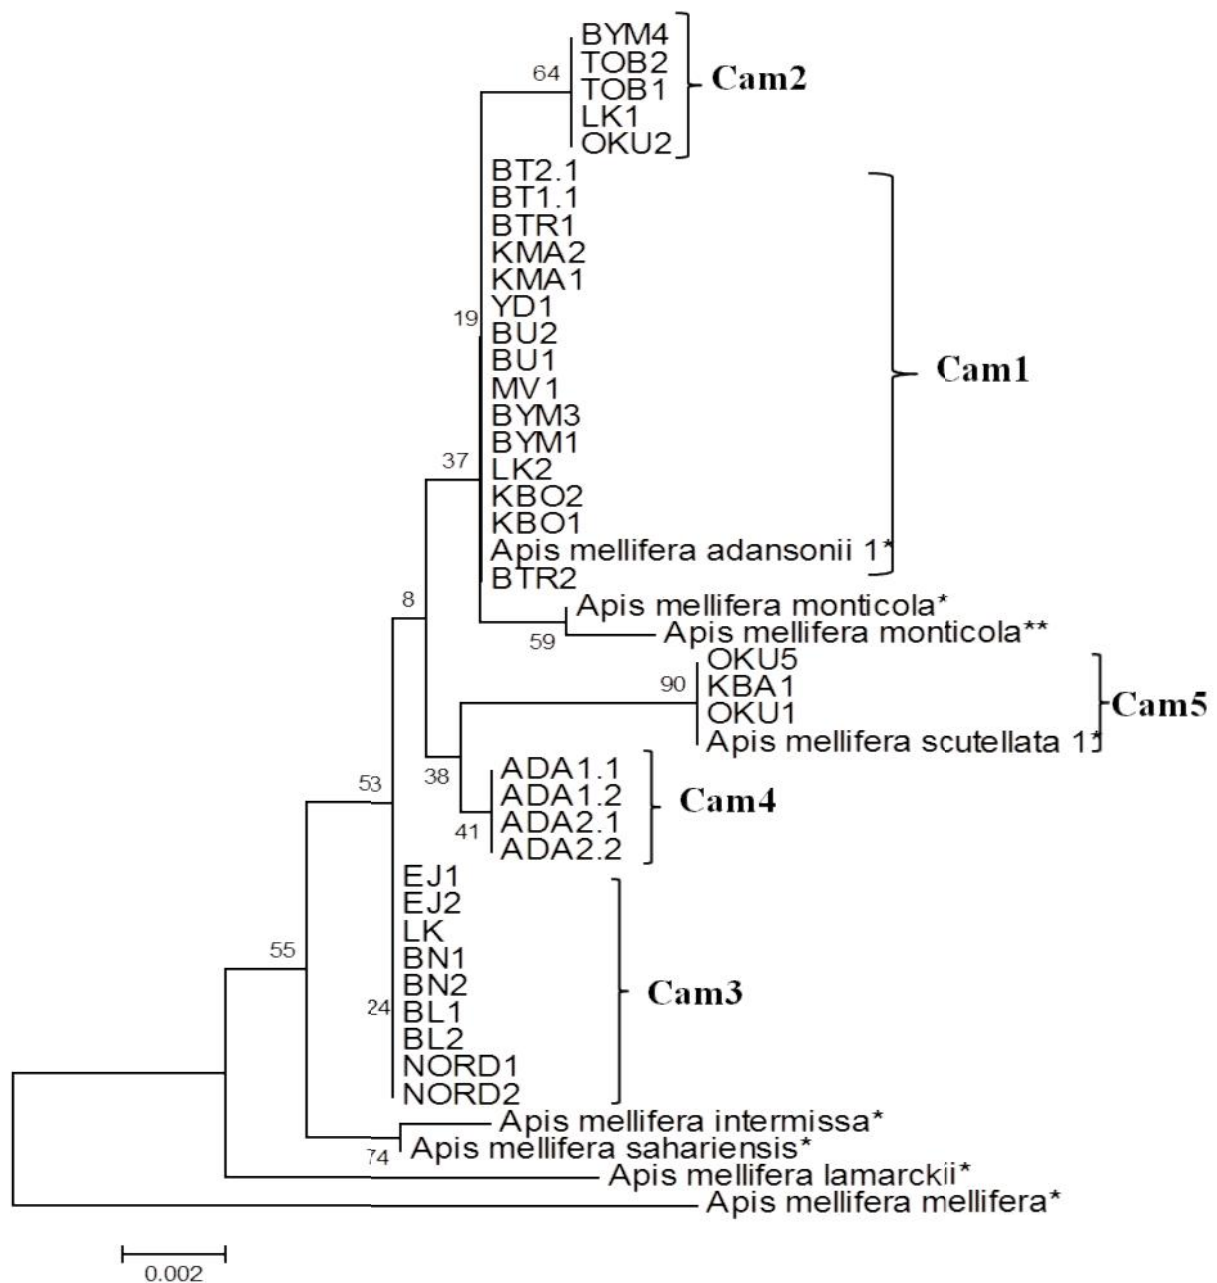 BYM4
TOB2
64
Cam2
TOB1
LK1
OKU2
BT2.1
BT1.1
BTR1
KMA2
KMA1
YD1
19
BU2
BU1
Cam1
MV1
BYM3
BYM1
37
LK2
KBO2
KBO1
Apis mellifera adansonii 1*
BTR2
8
Apis mellifera monticola*
59
Apis mellifera monticola**
OKU5
90
KBA1
Cam5
OKU1
Apis mellifera scutellata 1*
38
ADA1.1
53
ADA1.2
Cam4
41
ADA2.1
ADA2.2
EJ1
EJ2
LK
55
BN1
BN2
Cam3
24
BL1
BL2
NORD1
NORD2
Apis mellifera intermissa*
74
Apis mellifera sahariensis*
Apis mellifera lamarckii*
Apis mellifera mellifera*
0.002